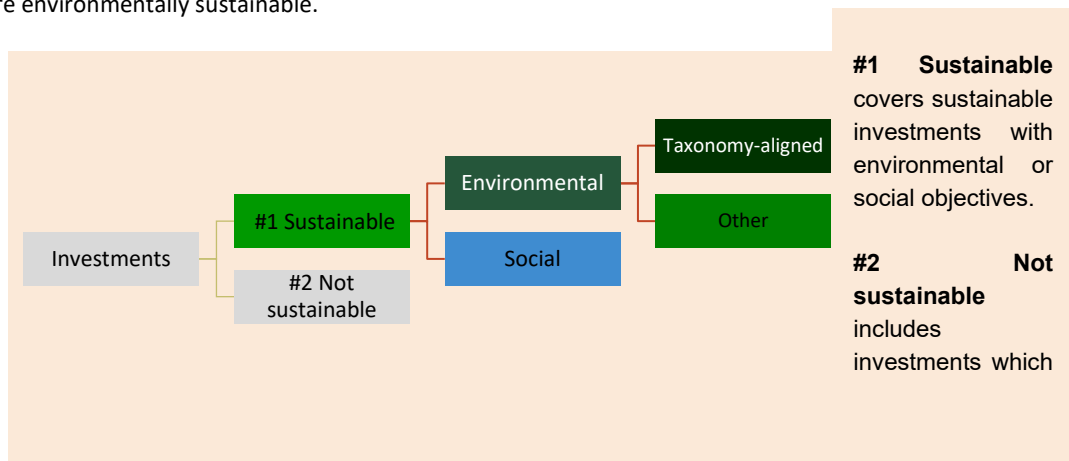 re environmentally sustainable.
Investments
#1 Sustainable
#2 Not
sustainable
Environmental
Social
Taxonomy-aligned
Other
#1 Sustainable
covers sustainable
investments with
environmental or
social objectives.
#2 Not
sustainable
includes
investments which